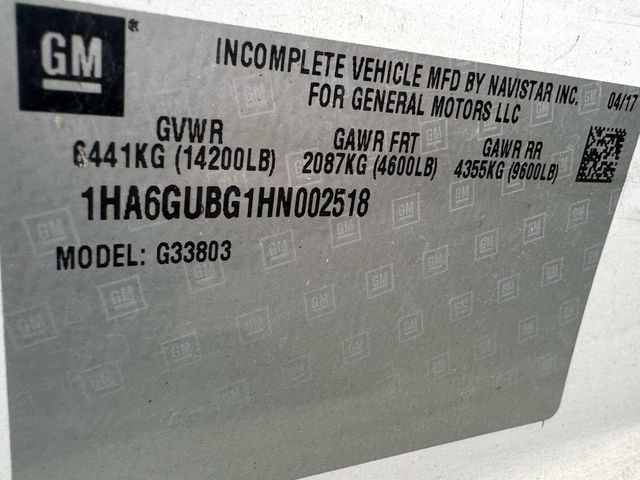 GM
INCOMPLETE VEHICLE MFD BY NAVISTAR INC. 04/17
FOR GENERAL MOTORS LLC
GVWR GAWR FRT GAWR RR
6441KG (14200LB) 2087KG (4600LB) 4355KG (9600LB)
1HA6GUBG1HN002518
MODEL: G33803